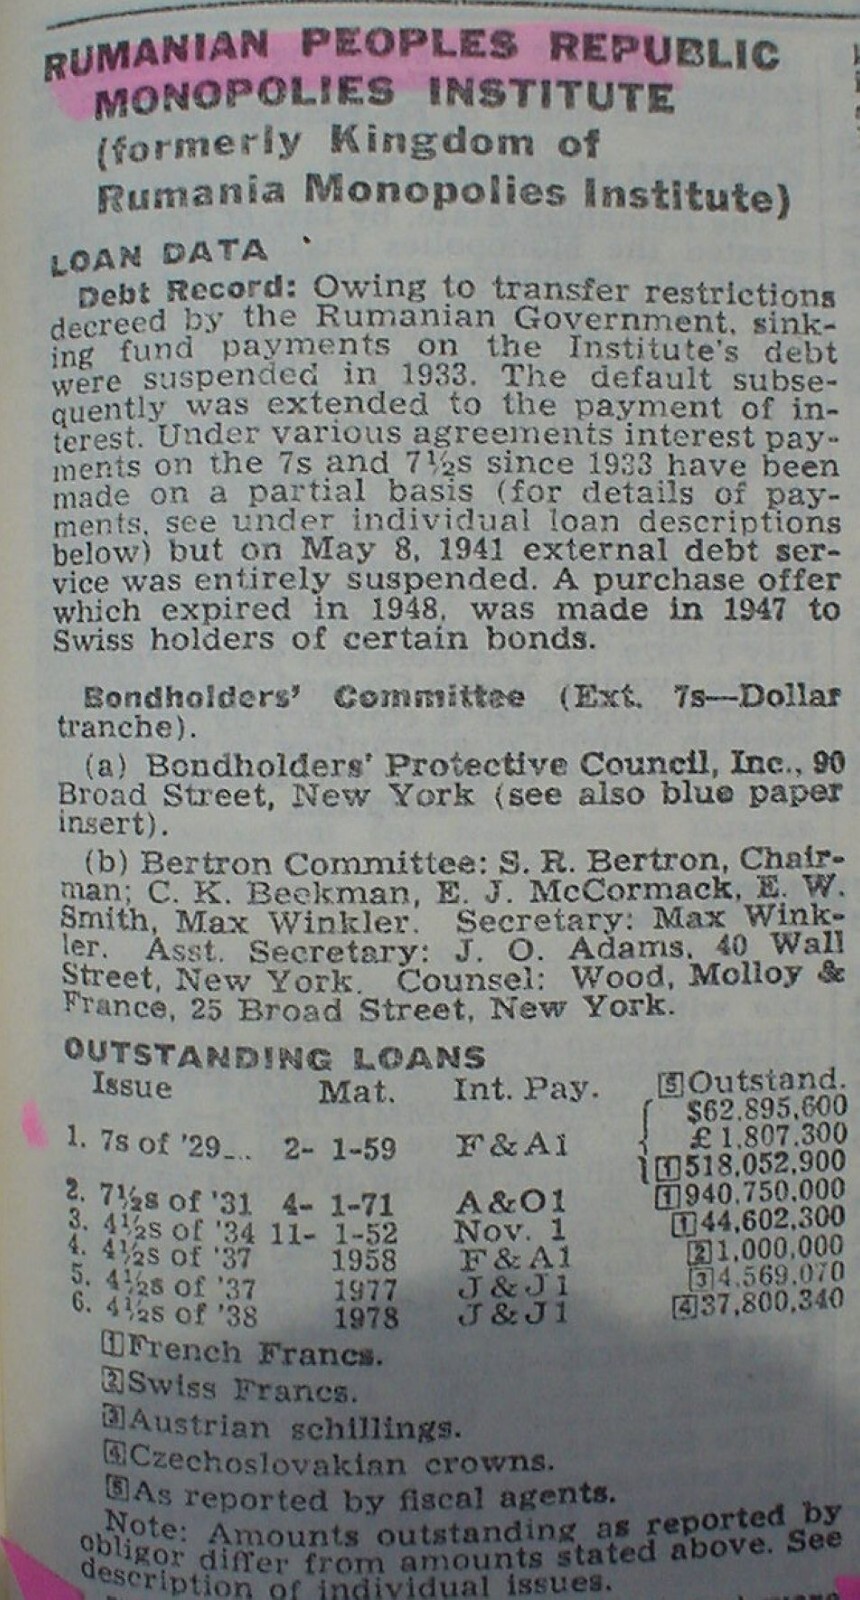 RUMANIAN PEOPLES REPUBLIC
MONOPOLIES INSTITUTE
(formerly Kingdom of
Rumania Monopolies Institute)
LOAN DATA
Debt Record: Owing to transfer restrictions
decreed by the Rumanian Government, sink-
ing fund payments on the Institute's debt
were suspended in 1933. The default subse-
quently was extended to the payment of in-
terest. Under various agreements interest pay-
ments on the 7s and 7½s since 1933 have been
made on a partial basis (for details of pay-
ments, see under individual loan descriptions
below) but on May 8, 1941 external debt ser-
vice was entirely suspended. A purchase offer
which expired in 1948, was made in 1947 to
Swiss holders of certain bonds.
Bondholders' Committee (Ext. 7s—Dollar
tranche).
(a) Bondholders' Protective Council, Inc., 90
Broad Street, New York (see also blue paper
insert).
(b) Bertron Committee: S. R. Bertron, Chair-
man; C. K. Beekman, E. J. McCormack, E. W.
Smith, Max Winkler. Secretary: Max Wink-
ler. Asst. Secretary: J. O. Adams, 40 Wall
Street, New York. Counsel: Wood, Molloy &
France, 25 Broad Street, New York.
OUTSTANDING LOANS
Issue Mat. Int. Pay. [5]Outstand.
$62,895,600
£1,807,300
1. 7s of '29... 2- 1-59 F&A1 [1]518,052,900
2. 7½s of '31 4- 1-71 A&O1 [1]940,750,000
3. 4½s of '34 11- 1-52 Nov. 1 [1]44,602,300
4. 4½s of '37 1958 F&A1 [2]1,000,000
5. 4½s of '37 1977 J&J1 [3]4,569,070
6. 4½s of '38 1978 J&J1 [4]37,800,340
[1]French Francs.
[2]Swiss Francs.
[3]Austrian schillings.
[4]Czechoslovakian crowns.
[5]As reported by fiscal agents.
Note: Amounts outstanding as reported by
obligor differ from amounts stated above. See
description of individual issues.